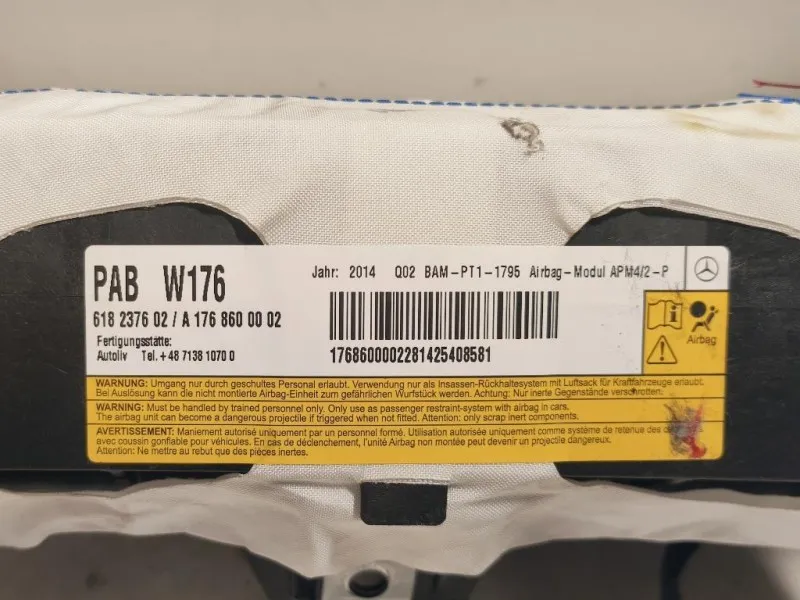 PAB W176
Jahr: 2014 Q02 BAM-PT1-1795 Airbag-Modul APM4/2-P
618 2376 02 / A 176 860 00 02
Fertigungsstätte:
Autoliv Tel. +48 71381070 0
1768600002281425408581
Airbag
WARNUNG: Umgang nur durch geschultes Personal erlaubt. Verwendung nur als Insassen-Rückhaltesystem mit Luftsack für Kraftfahrzeuge erlaubt.
Bei Auslösung kann die nicht montierte Airbag-Einheit zum gefährlichen Wurfstück werden. Achtung: Nur inerte Gegenstände verschrotten.
WARNING: Must be handled by trained personnel only. Only use as passenger restraint-system with airbag in cars.
The airbag unit can become a dangerous projectile if triggered when not fitted. Attention: only scrap inert components.
AVERTISSEMENT: Maniement autorisé uniquement par un personnel formé. Utilisation autorisée uniquement comme système de retenue des
avec coussin gonflable pour véhicules. En cas de déclenchement, l'unité Airbag non montée peut devenir un projectile dangereux.
Attention: Ne mettre au rebut que des pièces inertes.